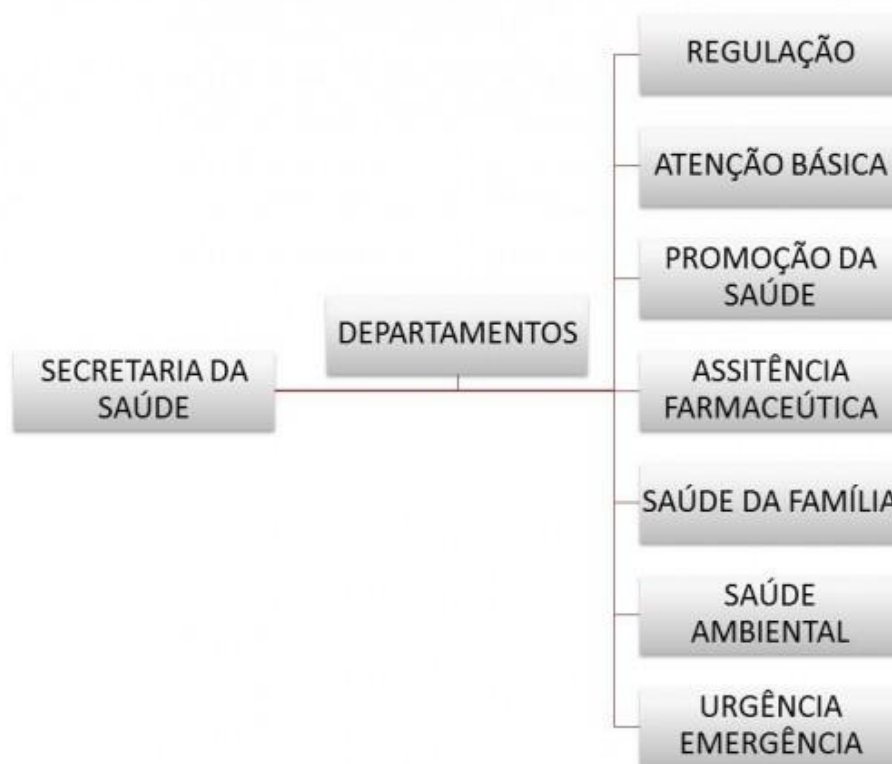 REGULAÇÃO
ATENÇÃO BÁSICA
PROMOÇÃO DA
SAÚDE
DEPARTAMENTOS
SECRETARIA DA
SAÚDE
ASSITÊNCIA
FARMACEÚTICA
SAÚDE DA FAMÍLIA
SAÚDE
AMBIENTAL
URGÊNCIA
EMERGÊNCIA